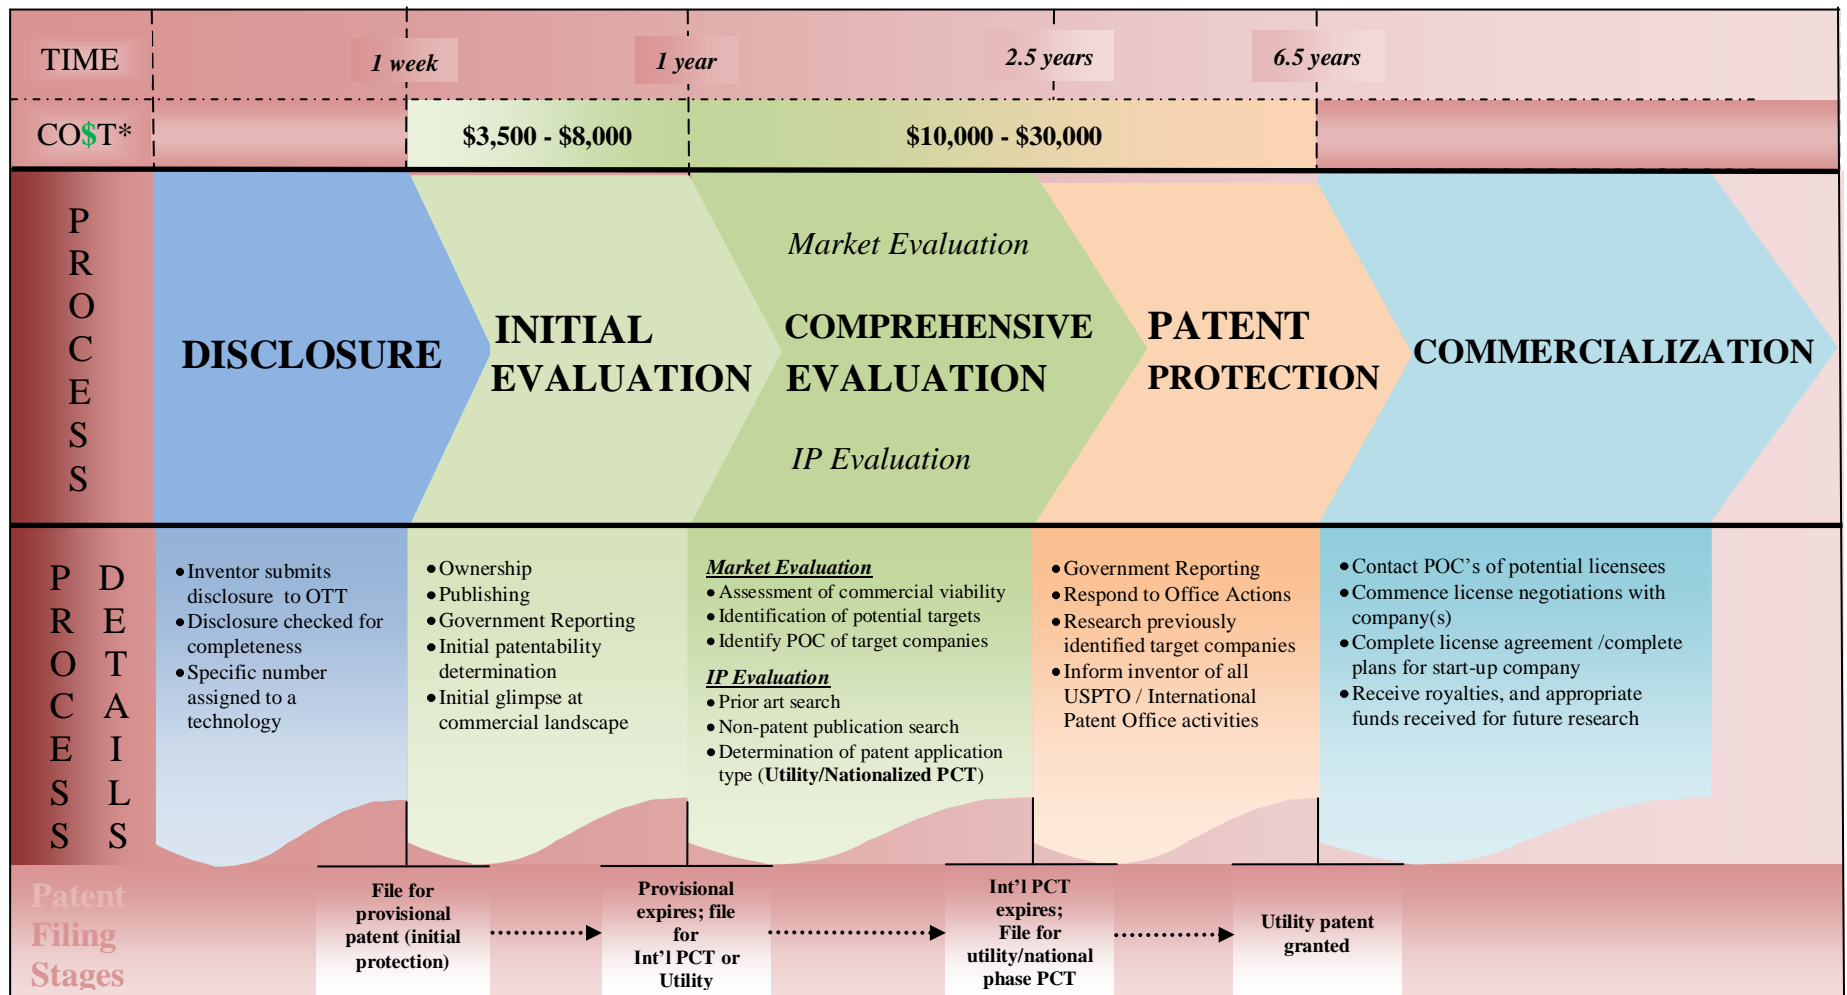 TIME
1 week
1 year
2.5 years
6.5 years
CO$T*
$3,500 - $8,000
$10,000 - $30,000
PROCESS
DISCLOSURE
INITIAL
EVALUATION
Market Evaluation
COMPREHENSIVE
EVALUATION
IP Evaluation
PATENT
PROTECTION
COMMERCIALIZATION
PROCESS
DETAILS
•Inventor submits
disclosure to OTT
•Disclosure checked for
completeness
•Specific number
assigned to a
technology
•Ownership
•Publishing
•Government Reporting
•Initial patentability
determination
•Initial glimpse at
commercial landscape
Market Evaluation
•Assessment of commercial viability
•Identification of potential targets
•Identify POC of target companies
IP Evaluation
•Prior art search
•Non-patent publication search
•Determination of patent application
type (Utility/Nationalized PCT)
•Government Reporting
•Respond to Office Actions
•Research previously
identified target companies
•Inform inventor of all
USPTO / International
Patent Office activities
•Contact POC's of potential licensees
•Commence license negotiations with
company(s)
•Complete license agreement /complete
plans for start-up company
•Receive royalties, and appropriate
funds received for future research
Patent
Filing
Stages
File for
provisional
patent (initial
protection)
Provisional
expires; file
for
Int'l PCT or
Utility
Int'l PCT
expires;
File for
utility/national
phase PCT
Utility patent
granted